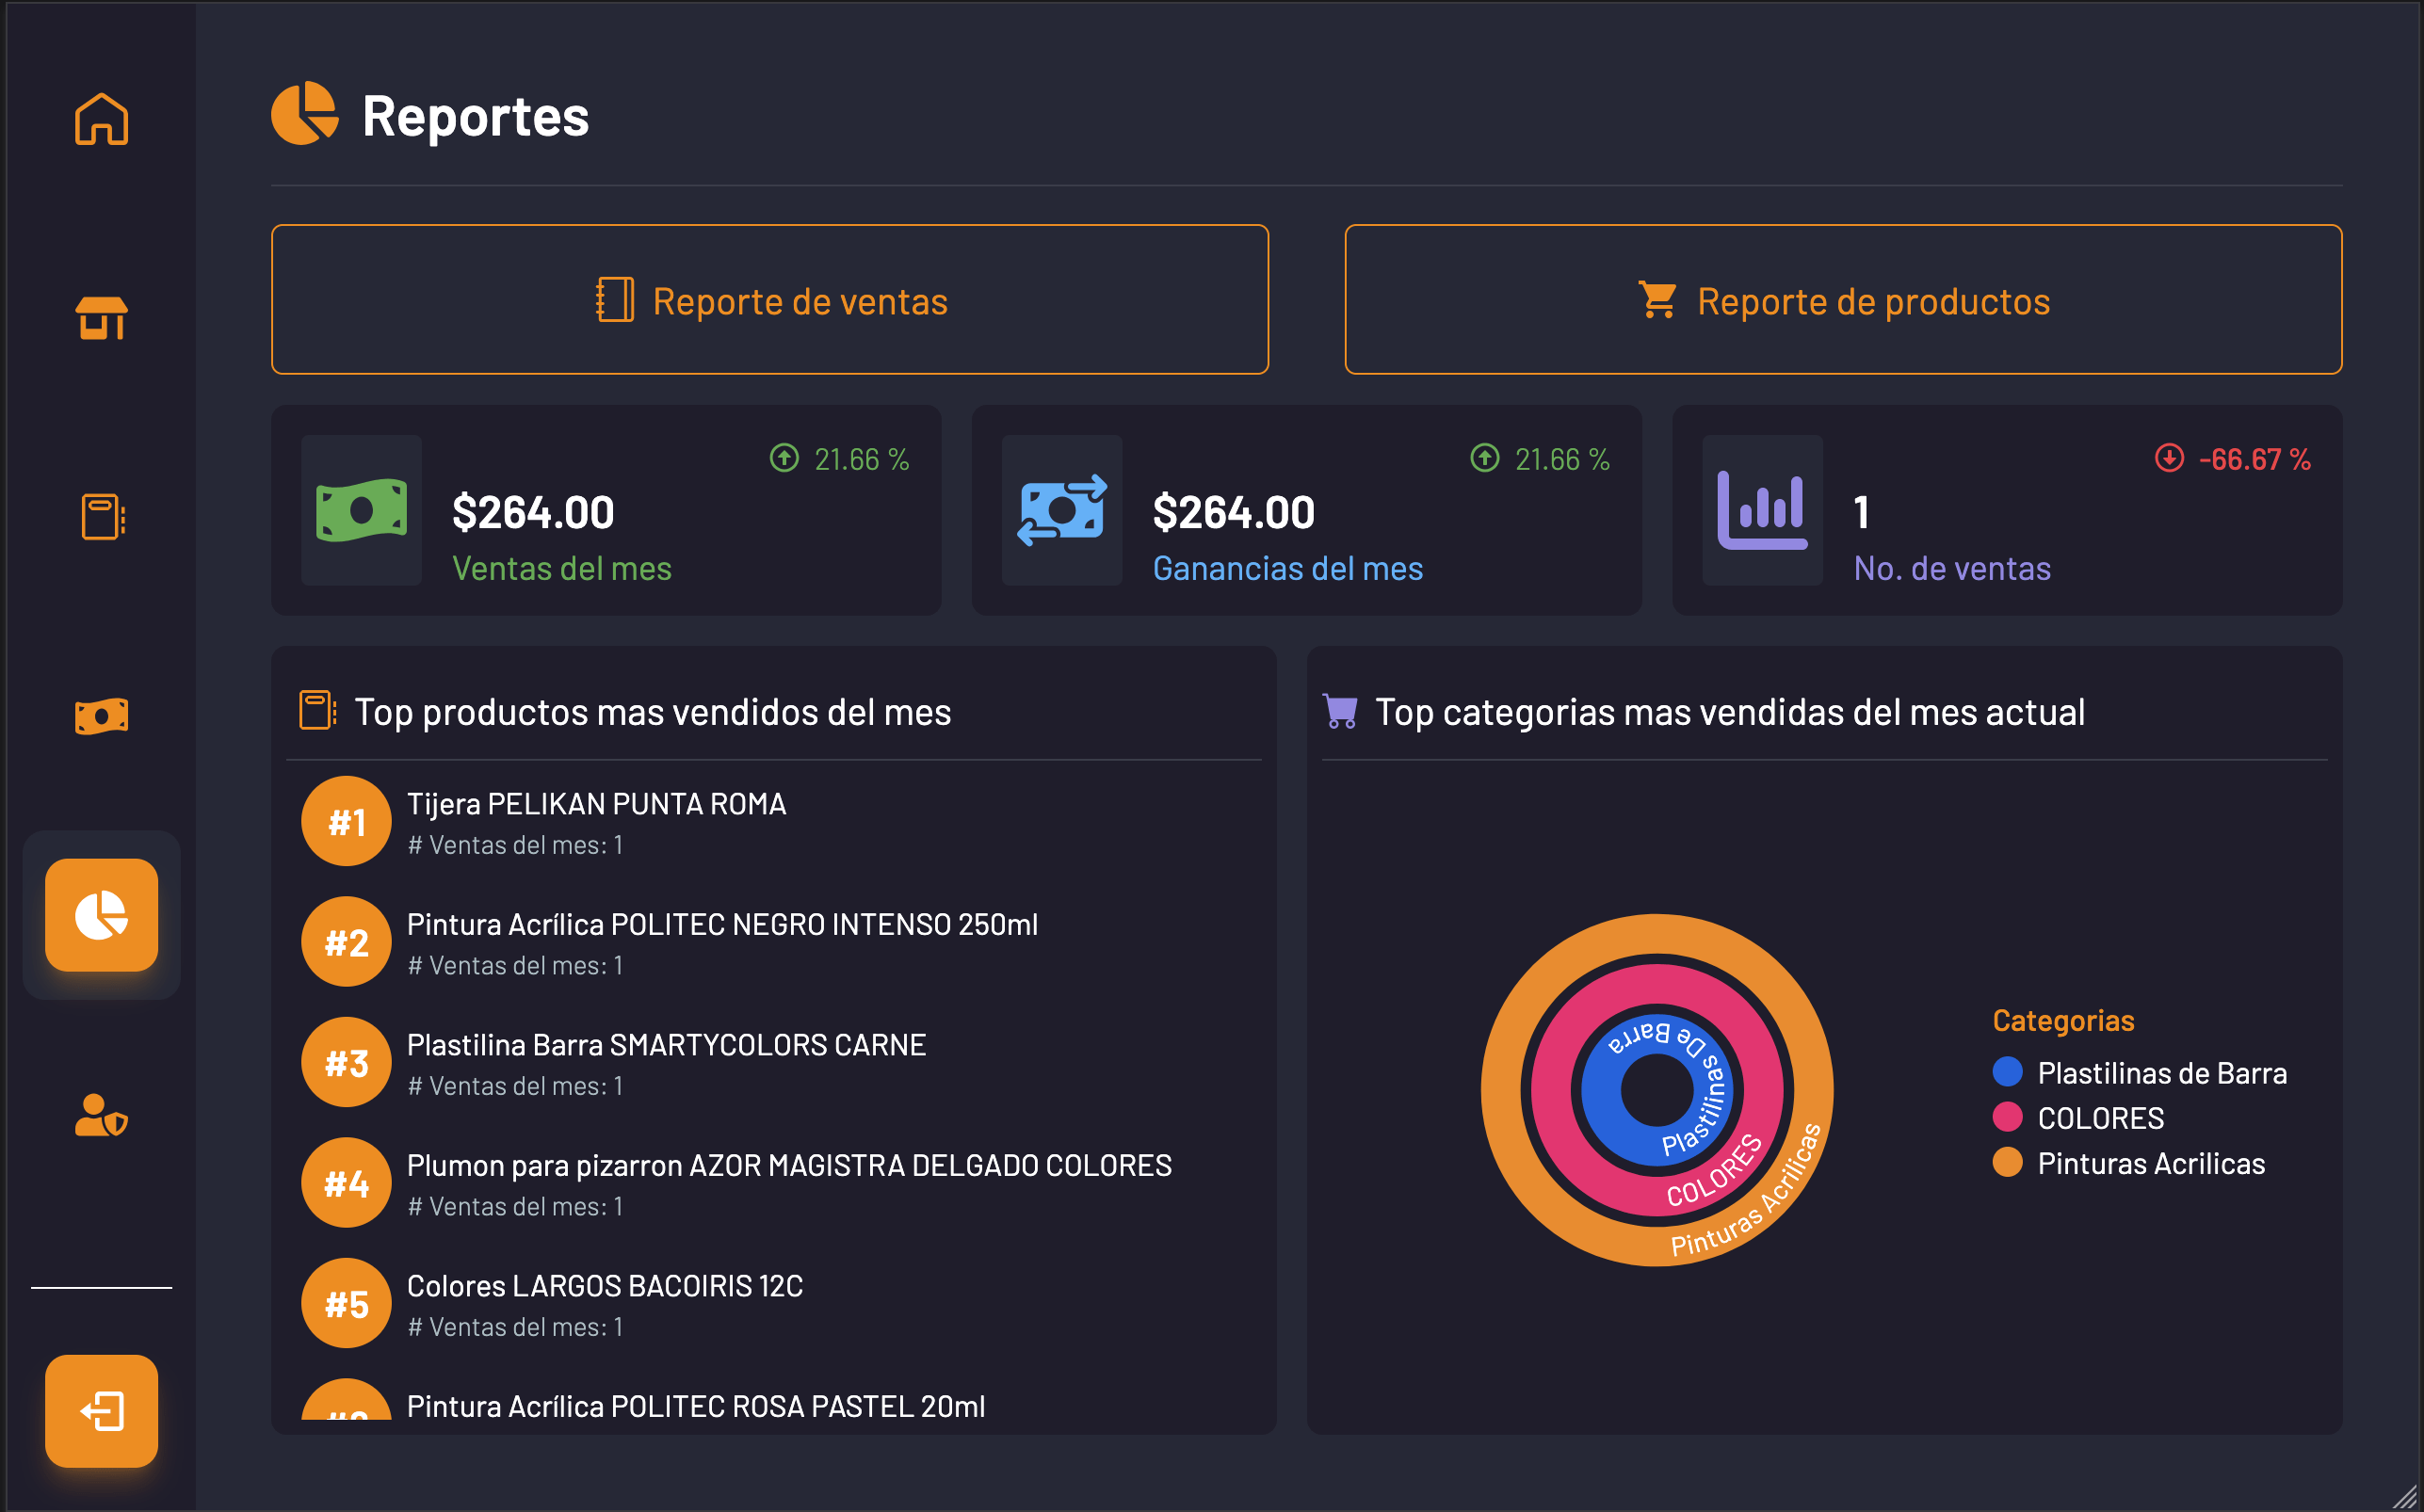 Reportes
Reporte de ventas
Reporte de productos
21.66 %
$264.00
Ventas del mes
21.66 %
$264.00
Ganancias del mes
-66.67 %
1
No. de ventas
Top productos mas vendidos del mes
#1
Tijera PELIKAN PUNTA ROMA
# Ventas del mes: 1
#2
Pintura Acrílica POLITEC NEGRO INTENSO 250ml
# Ventas del mes: 1
#3
Plastilina Barra SMARTYCOLORS CARNE
# Ventas del mes: 1
#4
Plumon para pizarron AZOR MAGISTRA DELGADO COLORES
# Ventas del mes: 1
#5
Colores LARGOS BACOIRIS 12C
# Ventas del mes: 1
Pintura Acrílica POLITEC ROSA PASTEL 20ml
Top categorias mas vendidas del mes actual
Plastilinas De Barra
COLORES
Pinturas Acrilicas
Categorias
Plastilinas de Barra
COLORES
Pinturas Acrilicas